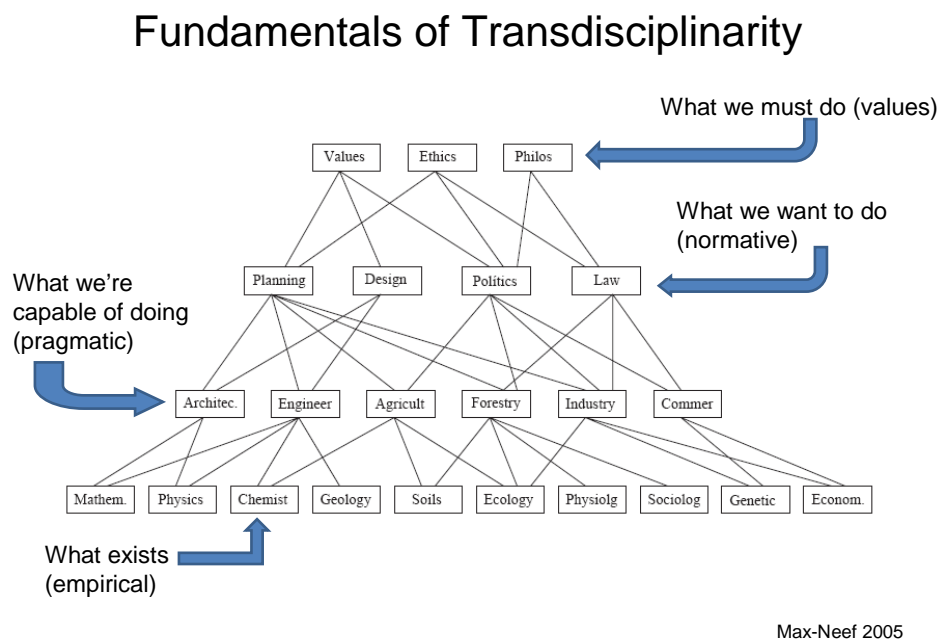 Fundamentals of Transdisciplinarity
What we must do (values)
Values Ethics Philos
What we want to do
(normative)
Planning Design Polítics Law
What we’re
capable of doing
(pragmatic)
Architec. Engineer Agricult Forestry Industry Commer
Mathem. Physics Chemist Geology Soils Ecology Physiolg Sociolog Genetic Econom.
What exists
(empirical)
Max-Neef 2005